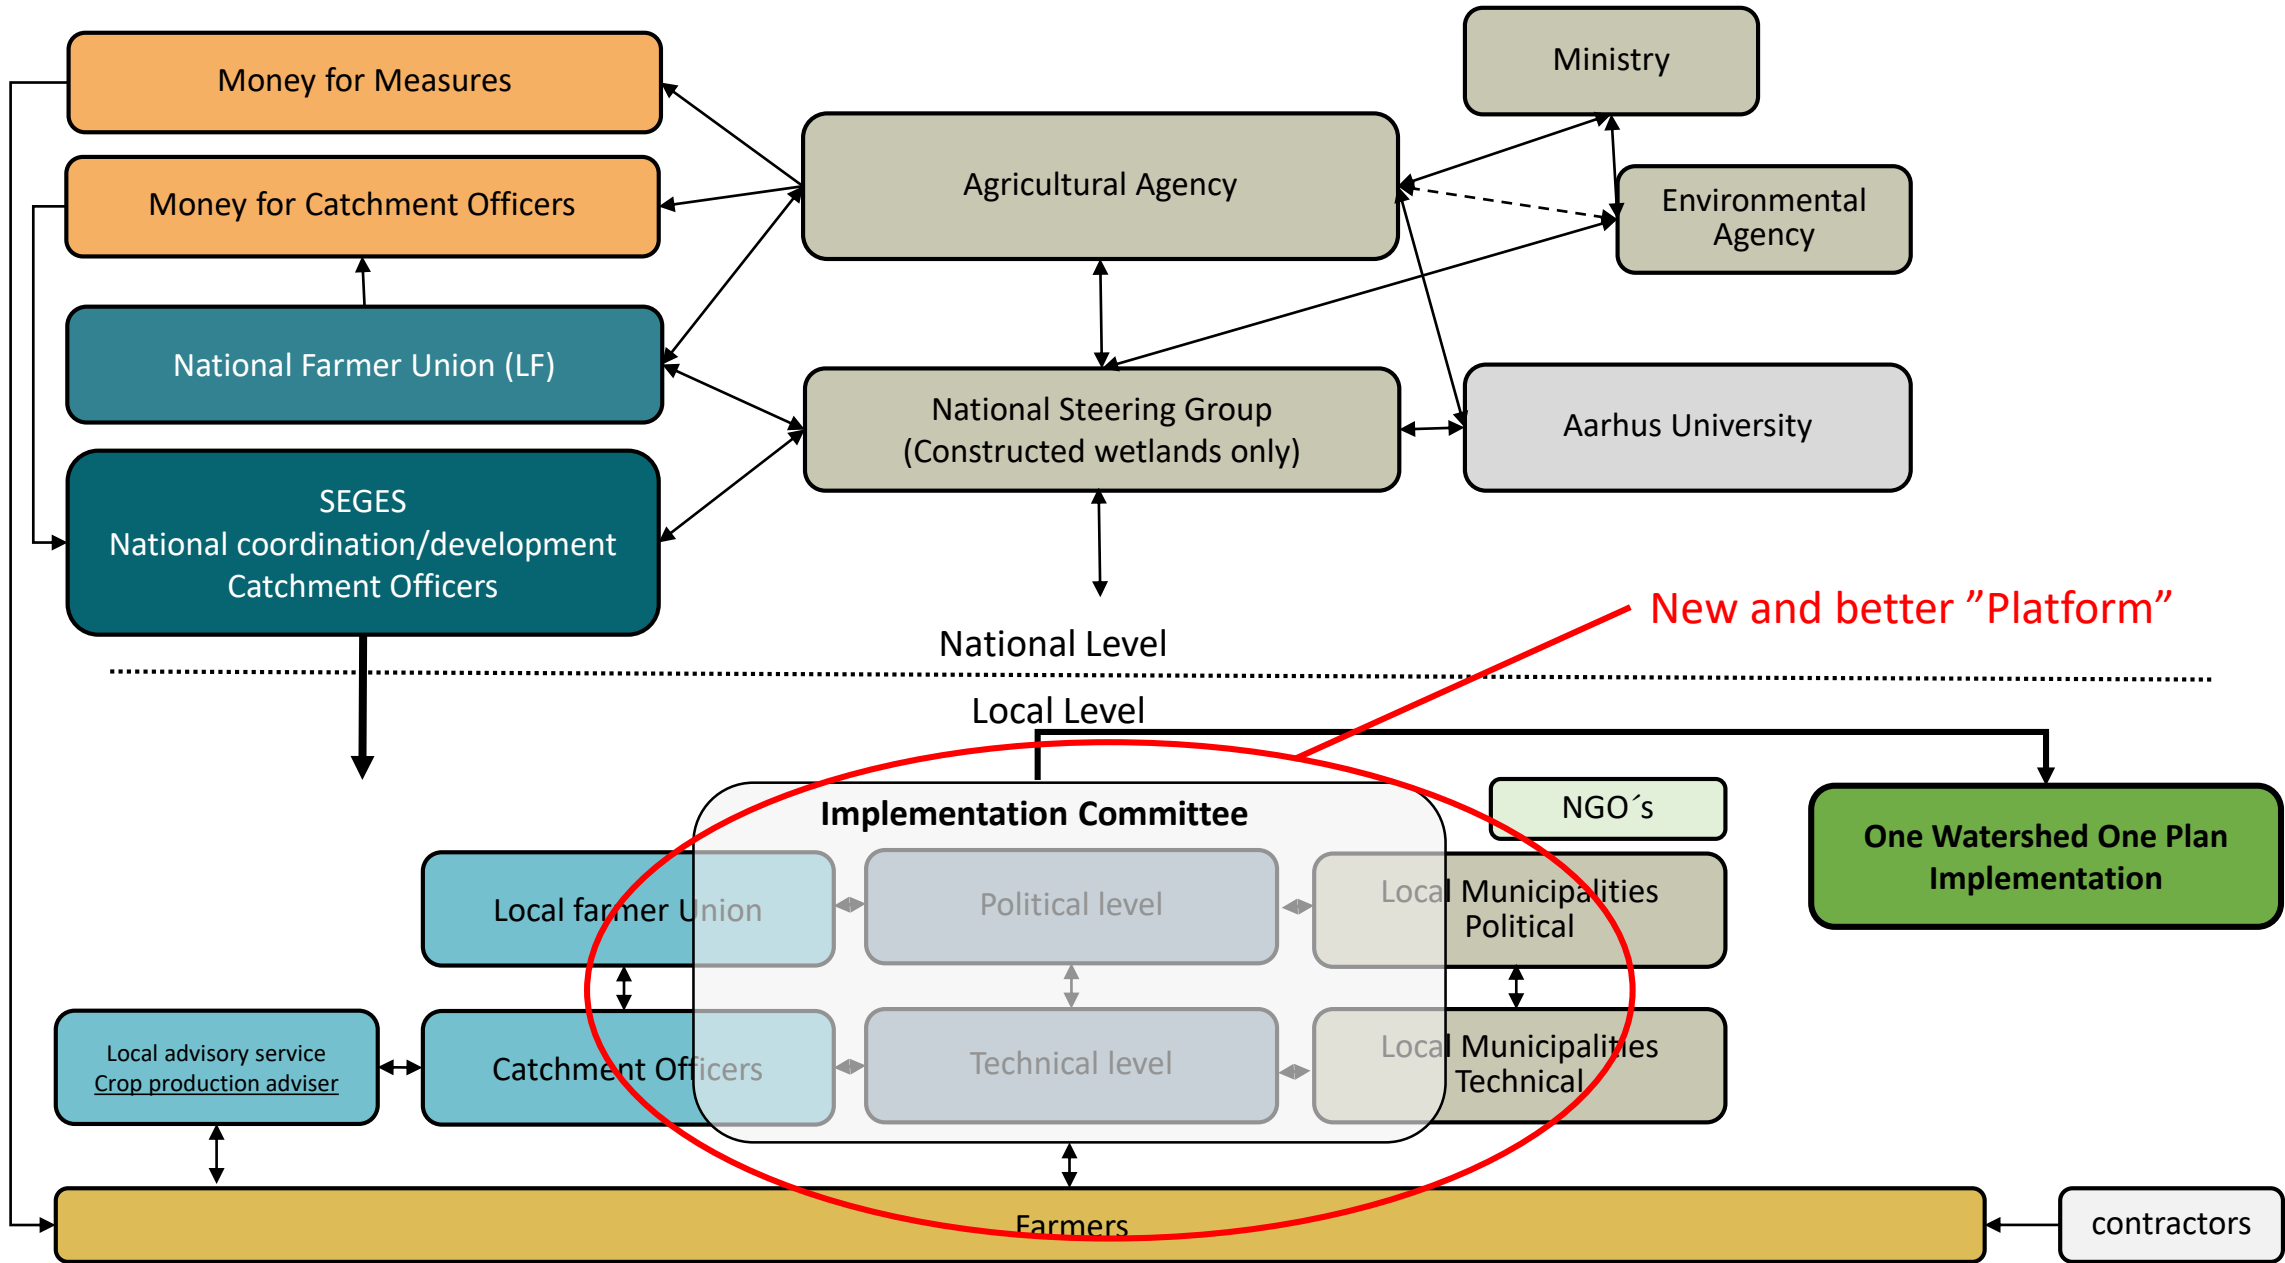 Money for Measures
Ministry
Agricultural Agency
Money for Catchment Officers
Environmental
Agency
National Farmer Union (LF)
National Steering Group
(Constructed wetlands only)
Aarhus University
SEGES
National coordination/development
Catchment Officers
New and better ”Platform”
National Level
Local Level
Implementation Committee
NGO´s
One Watershed One Plan
Implementation
Local farmer Union
Political level
Local Municipalities
Political
Local advisory service
Crop production adviser
Catchment Officers
Technical level
Local Municipalities
Technical
Farmers
contractors